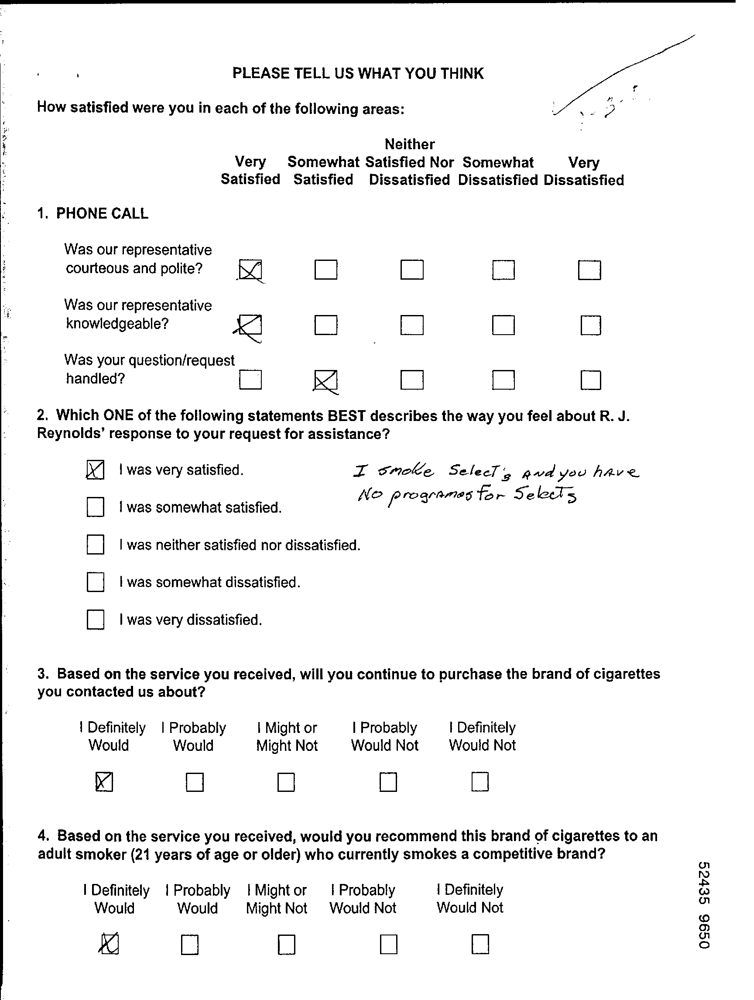 PLEASE TELL US WHAT YOU THINK
How satisfied were you in each of the following areas:
Neither
Very Somewhat Satisfied Nor Somewhat Very
Satisfied Satisfied Dissatisfied Dissatisfied Dissatisfied
1. PHONE CALL
Was our representative
courteous and polite?
Was our representative
knowledgeable?
Was your question/request
handled?
2. Which ONE of the following statements BEST describes the way you feel about R. J.
Reynolds' response to your request for assistance?
I was very satisfied.
I smoke Select's and you have
No programes for Selects
I was somewhat satisfied.
I was neither satisfied nor dissatisfied.
I was somewhat dissatisfied.
I was very dissatisfied.
3. Based on the service you received, will you continue to purchase the brand of cigarettes
you contacted us about?
I Definitely I Probably I Might or I Probably I Definitely
Would Would Might Not Would Not Would Not
4. Based on the service you received, would you recommend this brand of cigarettes to an
adult smoker (21 years of age or older) who currently smokes a competitive brand?
I Definitely I Probably I Might or I Probably I Definitely
Would Would Might Not Would Not Would Not
52435 9650